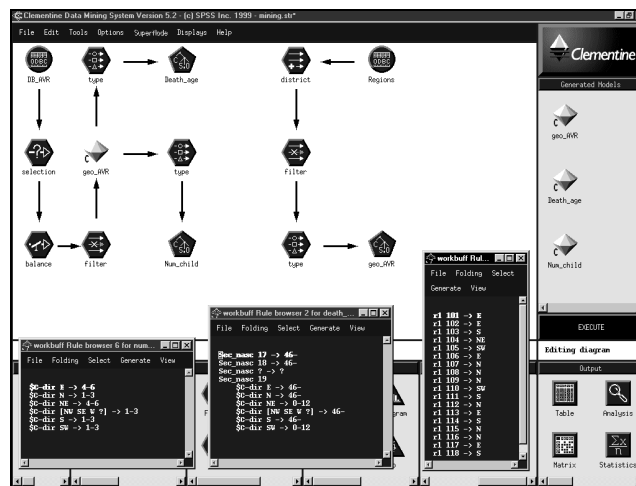 Clementine Data Mining System Version 5.2 - (c) SPSS Inc. 1999 - mining.str*
File Edit Tools Options SuperNode Displays Help
Clementine
Generated Models
DB_AVR
type
Death_age
district
Regions
geo_AVR
selection
geo_AVR
type
filter
Death_age
balance
filter
Num_child
type
geo_AVR
Num_child
EXECUTE
Editing diagram
Output
Table
Analysis
Matrix
Statistics
workbuff Rule browser 6 for num...
File Folding Select Generate View
$C-dir E -> 4-6
$C-dir N -> 1-3
$C-dir NE -> 4-6
$C-dir [NW SE W ?] -> 1-3
$C-dir S -> 1-3
$C-dir SW -> 1-3
workbuff Rule browser 2 for death_...
File Folding Select Generate View
Sec_nasc 17 -> 46-
Sec_nasc 18 -> 46-
Sec_nasc ? -> ?
Sec_nasc 19
$C-dir E -> 46-
$C-dir N -> 46-
$C-dir NE -> 0-12
$C-dir [NW SE W ?] -> 46-
$C-dir S -> 46-
$C-dir SW -> 0-12
workbuff Rul...
File Folding Select
Generate View
r1 101 -> E
r1 102 -> E
r1 103 -> S
r1 104 -> NE
r1 105 -> SW
r1 106 -> E
r1 107 -> N
r1 108 -> N
r1 109 -> N
r1 110 -> SW
r1 111 -> S
r1 112 -> N
r1 113 -> E
r1 114 -> S
r1 115 -> N
r1 116 -> N
r1 117 -> E
r1 118 -> S